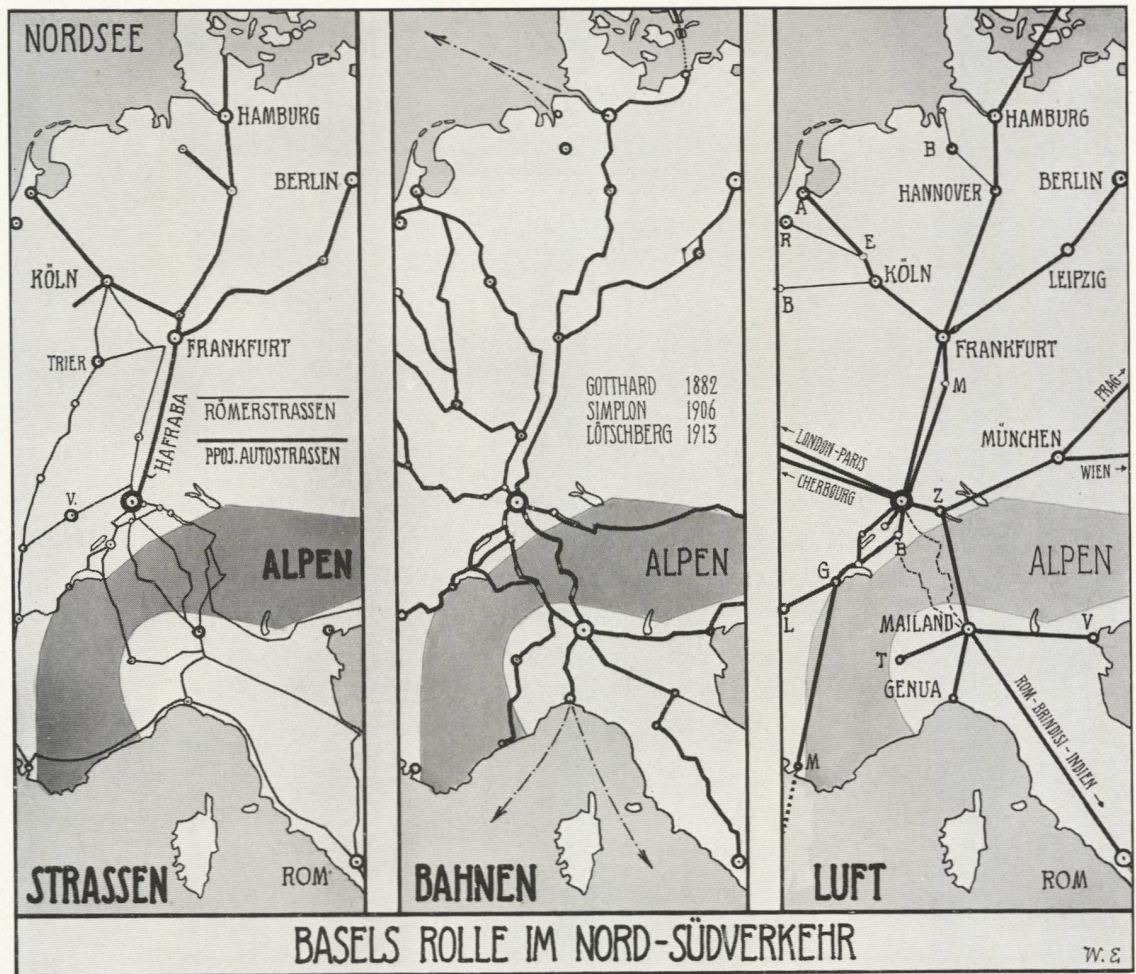 NORDSEE
HAMBURG
BERLIN
KÖLN
FRANKFURT
TRIER
HAFRABA
RÖMERSTRASSEN
PROJ. AUTOSTRASSEN
V.
ALPEN
STRASSEN
ROM
GOTTHARD 1882
SIMPLON 1906
LÖTSCHBERG 1913
ALPEN
BAHNEN
HAMBURG
B
HANNOVER
BERLIN
A
R
E
KÖLN
B
LEIPZIG
FRANKFURT
M
PRAG
MÜNCHEN
LONDON-PARIS
WIEN
CHERBOURG
Z
B
ALPEN
G
L
MAILAND
V
T
GENUA
ROM-BRINDISI-INDIEN
M
LUFT
ROM
BASELS ROLLE IM NORD-SÜDVERKEHR
W. E